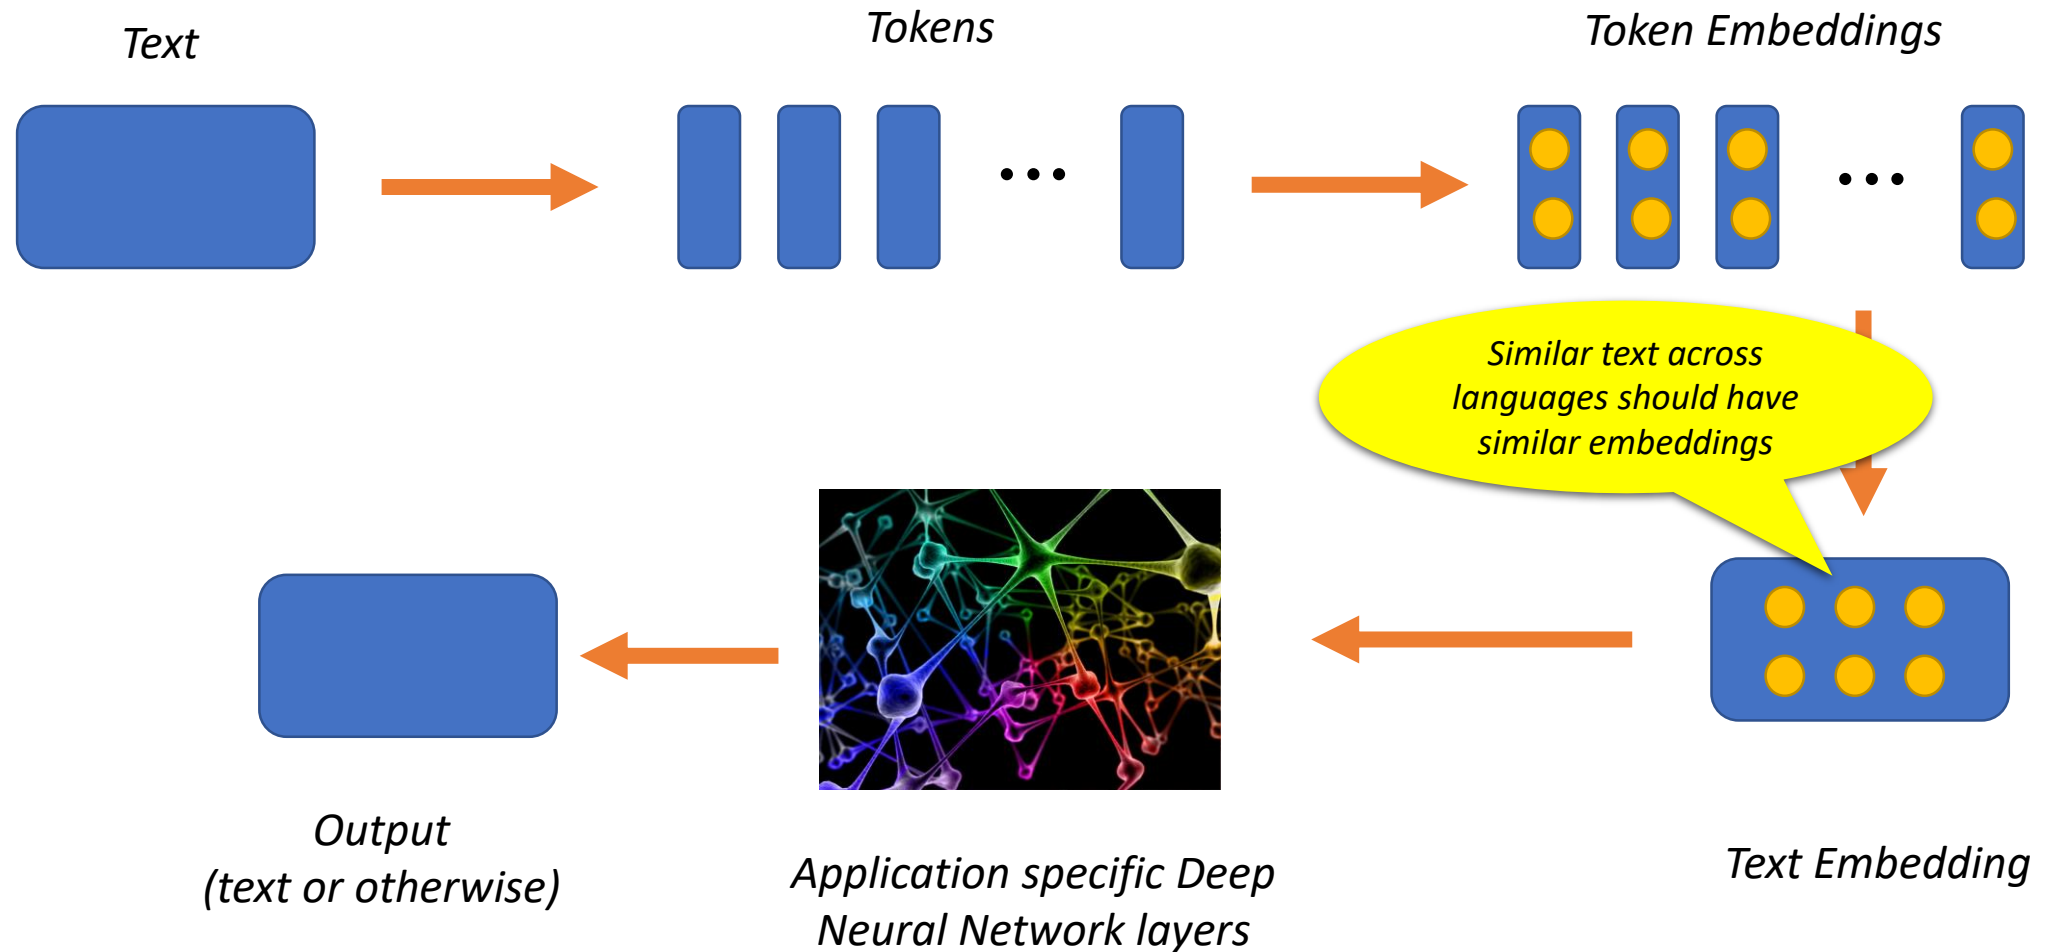 Text
Tokens
Token Embeddings
Similar text across
languages should have
similar embeddings
Output
(text or otherwise)
Application specific Deep
Neural Network layers
Text Embedding